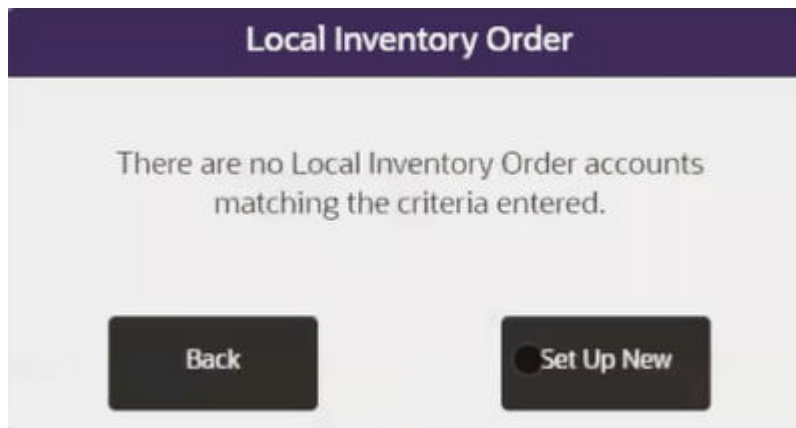 Local Inventory Order
There are no Local Inventory Order accounts
matching the criteria entered.
Back
Set Up New